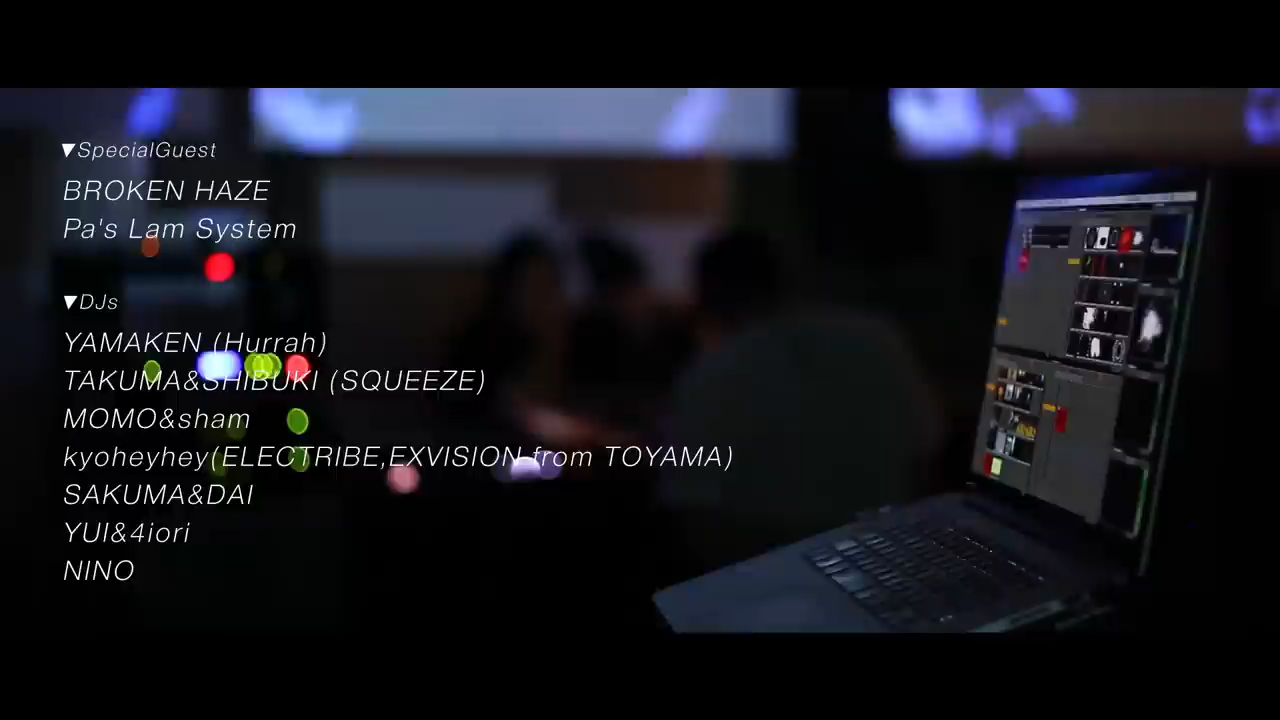 ▼SpecialGuest
BROKEN HAZE
Pa's Lam System
▼DJs
YAMAKEN (Hurrah)
TAKUMA&SHIBUKI (SQUEEZE)
MOMO&sham
kyoheyhey(ELECTRIBE,EXVISION from TOYAMA)
SAKUMA&DAI
YUI&4iori
NINO